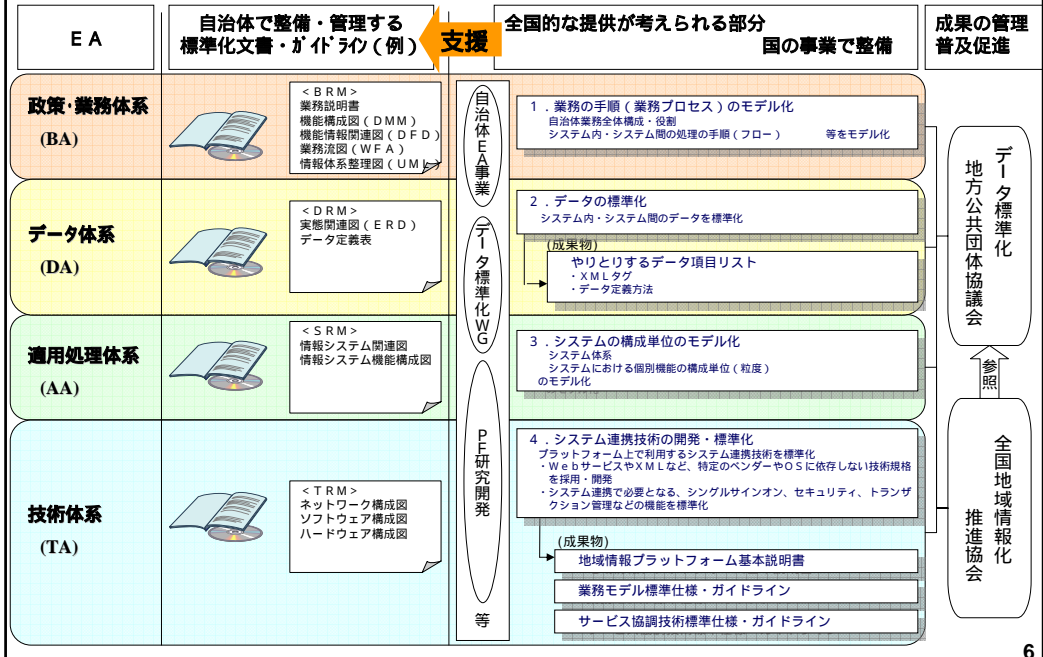 ＥＡ
自治体で整備・管理する
標準化文書・ｶﾞｲﾄﾞﾗｲﾝ（例）
支援
全国的な提供が考えられる部分
国の事業で整備
成果の管理
普及促進
政策・業務体系
(BA)
＜ＢＲＭ＞
業務説明書
機能構成図（ＤＭＭ）
機能情報関連図（ＤＦＤ）
業務流図（ＷＦＡ）
情報体系整理図（ＵＭＬ）
自治体ＥＡ事業
１．業務の手順（業務プロセス）のモデル化
自治体業務全体構成・役割
システム内・システム間の処理の手順（フロー）　等をモデル化
データ体系
(DA)
＜ＤＲＭ＞
実態関連図（ＥＲＤ）
データ定義表
データ標準化ＷＧ
２．データの標準化
システム内・システム間のデータを標準化
(成果物)
やりとりするデータ項目リスト
・ＸＭＬタグ
・データ定義方法
適用処理体系
(AA)
＜ＳＲＭ＞
情報システム関連図
情報システム機能構成図
３．システムの構成単位のモデル化
システム体系
システムにおける個別機能の構成単位（粒度）
のモデル化
技術体系
(TA)
＜ＴＲＭ＞
ネットワーク構成図
ソフトウェア構成図
ハードウェア構成図
ＰＦ研究開発
等
４．システム連携技術の開発・標準化
プラットフォーム上で利用するシステム連携技術を標準化
・ＷｅｂサービスやＸＭＬなど、特定のベンダーやＯＳに依存しない技術規格
を採用・開発
・システム連携で必要となる、シングルサインオン、セキュリティ、トランザ
クション管理などの機能を標準化
(成果物)
地域情報プラットフォーム基本説明書
業務モデル標準仕様・ガイドライン
サービス協調技術標準仕様・ガイドライン
データ標準化
地方公共団体協議会
参照
全国地域情報化
推進協会
6